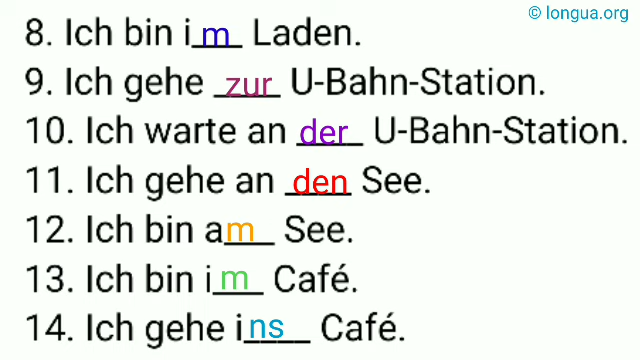 © longua.org
8. Ich bin im Laden.
9. Ich gehe zur U-Bahn-Station.
10. Ich warte an der U-Bahn-Station.
11. Ich gehe an den See.
12. Ich bin am See.
13. Ich bin im Café.
14. Ich gehe ins Café.